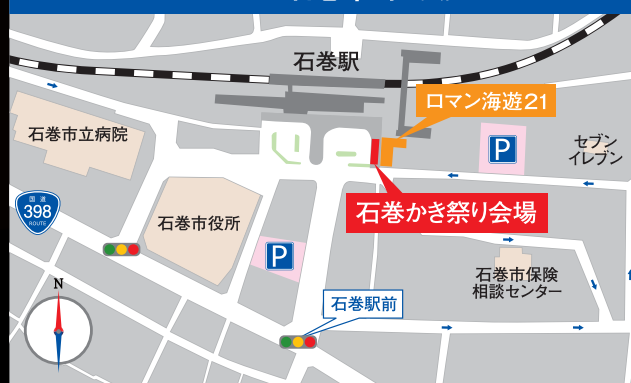 石巻駅
ロマン海遊21
石巻市立病院
P
セブン
イレブン
国道
398
ROUTE
石巻かき祭り会場
石巻市役所
P
石巻市保険
相談センター
N
石巻駅前